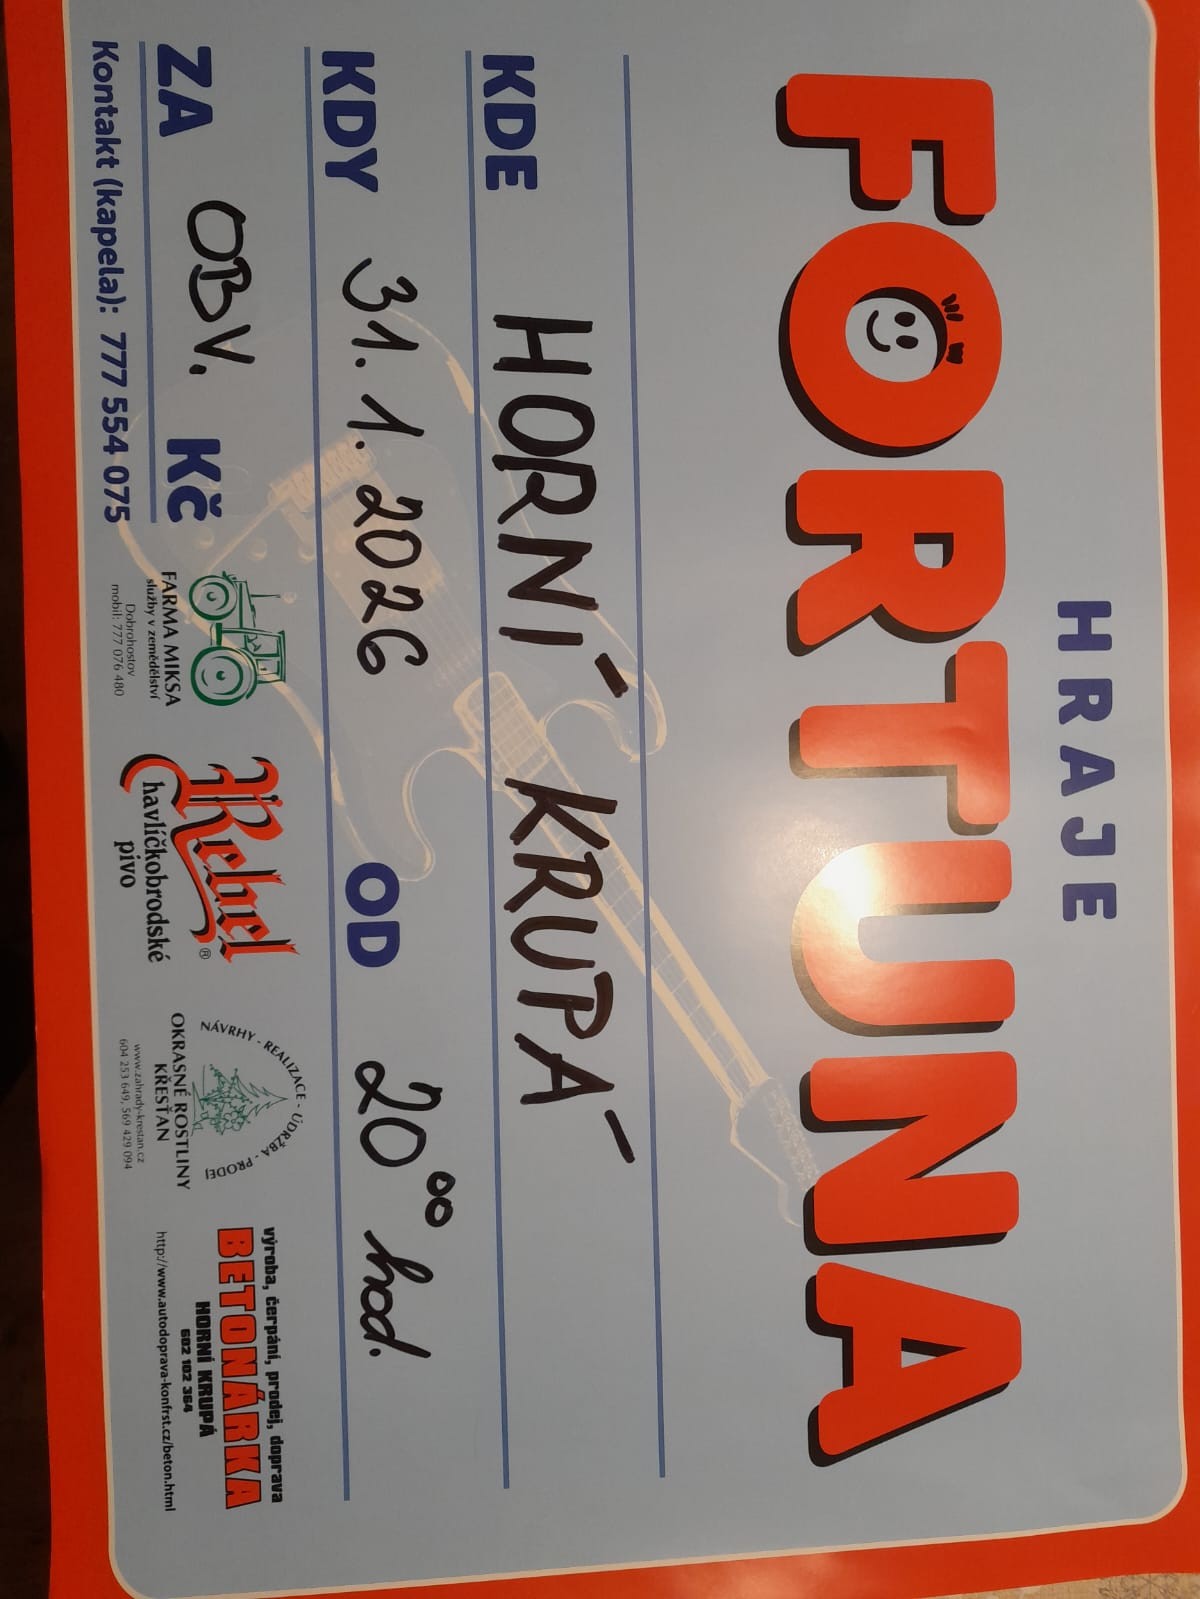 HRAJE
FORTUNA
KDE HORNÍ KRUPÁ
KDY 31. 1. 2026 OD 20⁰⁰ hod.
ZA OBV. Kč
Kontakt (kapela): 777 554 075
FARMA MIKSA
služby v zemědělství
Dobrohostov
mobil: 777 076 480
Rebel®
havlíčkobrodské
pivo
NÁVRHY - REALIZACE - ÚDRŽBA - PRODEJ
OKRASNÉ ROSTLINY
KŘESŤAN
www.zahrady-krestan.cz
604 253 649, 569 429 094
výroba, čerpání, prodej, doprava
BETONÁRKA
HORNÍ KRUPÁ
602 102 364
http://www.autodoprava-konfrst.cz/beton.html